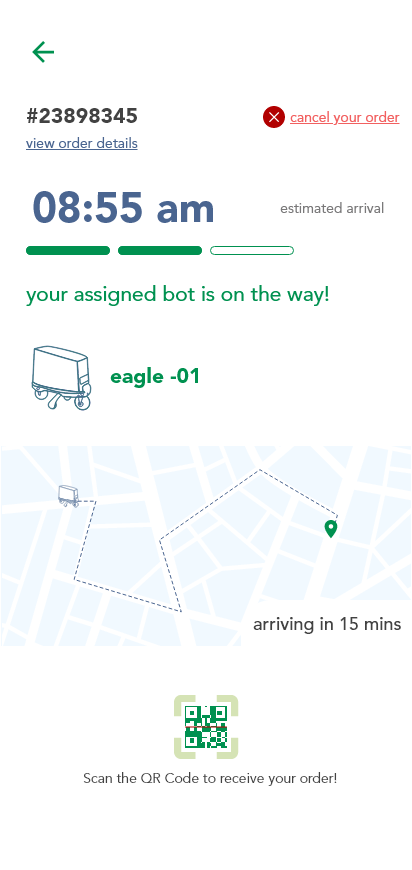 #23898345
cancel your order
view order details
08:55 am
estimated arrival
your assigned bot is on the way!
eagle -01
arriving in 15 mins
Scan the QR Code to receive your order!